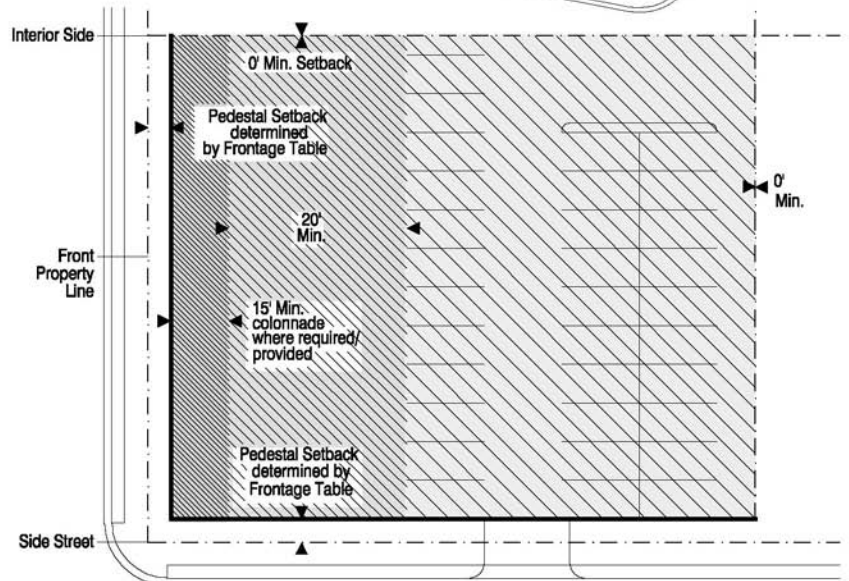 Interior Side
0' Min. Setback
Pedestal Setback
determined
by Frontage Table
0'
Min.
20'
Min.
Front
Property
Line
15' Min.
colonnade
where required/
provided
Pedestal Setback
determined by
Frontage Table
Side Street